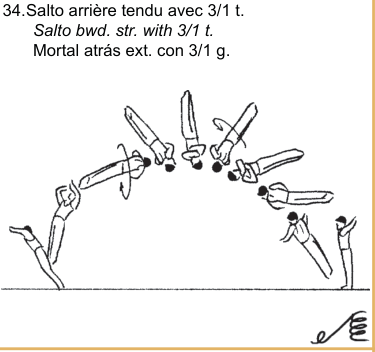 34.Salto arrière tendu avec 3/1 t.
Salto bwd. str. with 3/1 t.
Mortal atrás ext. con 3/1 g.